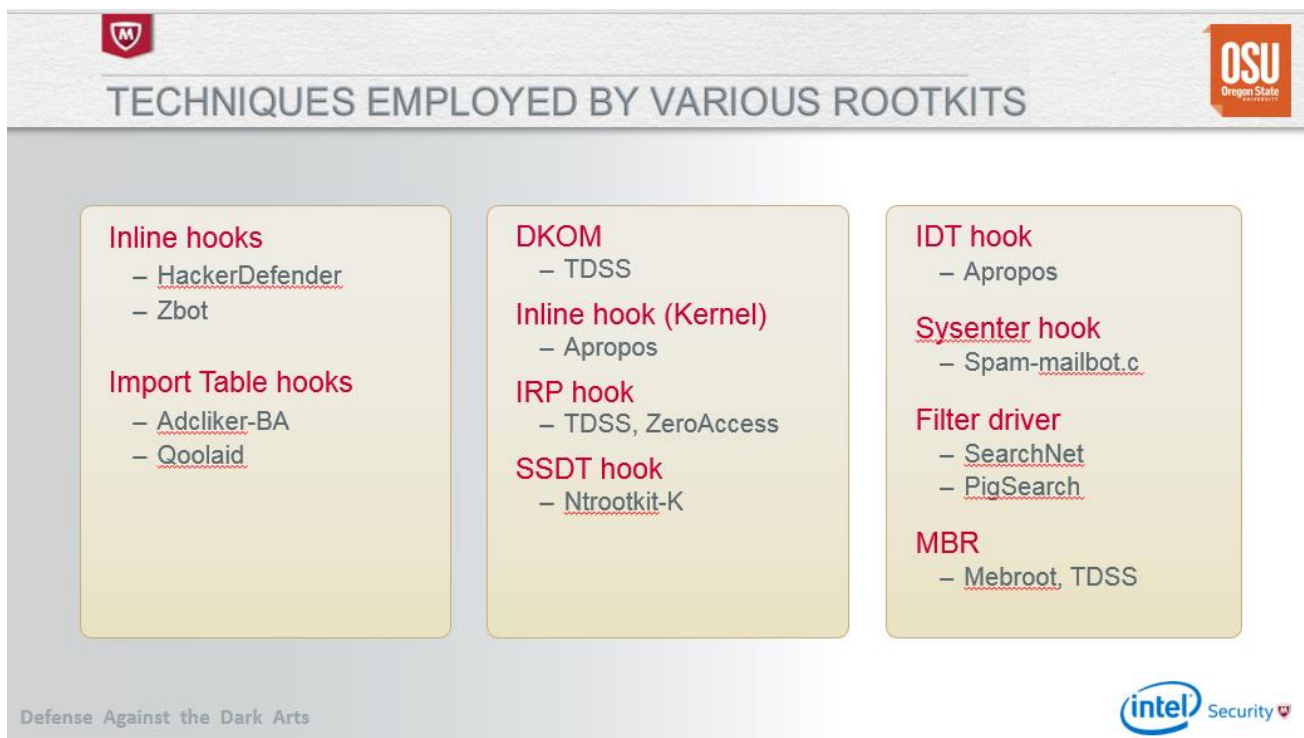 OSU
Oregon State
UNIVERSITY
TECHNIQUES EMPLOYED BY VARIOUS ROOTKITS
Inline hooks
– HackerDefender
– Zbot
Import Table hooks
– Adcliker-BA
– Qoolaid
DKOM
– TDSS
Inline hook (Kernel)
– Apropos
IRP hook
– TDSS, ZeroAccess
SSDT hook
– Ntrootkit-K
IDT hook
– Apropos
Sysenter hook
– Spam-mailbot.c
Filter driver
– SearchNet
– PigSearch
MBR
– Mebroot, TDSS
Defense Against the Dark Arts
intel Security